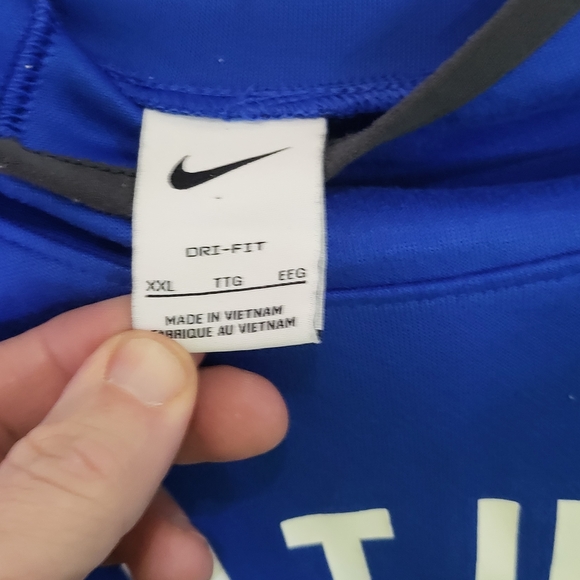 DRI-FIT
XXL TTG EEG
MADE IN VIETNAM
FABRIQUE AU VIETNAM